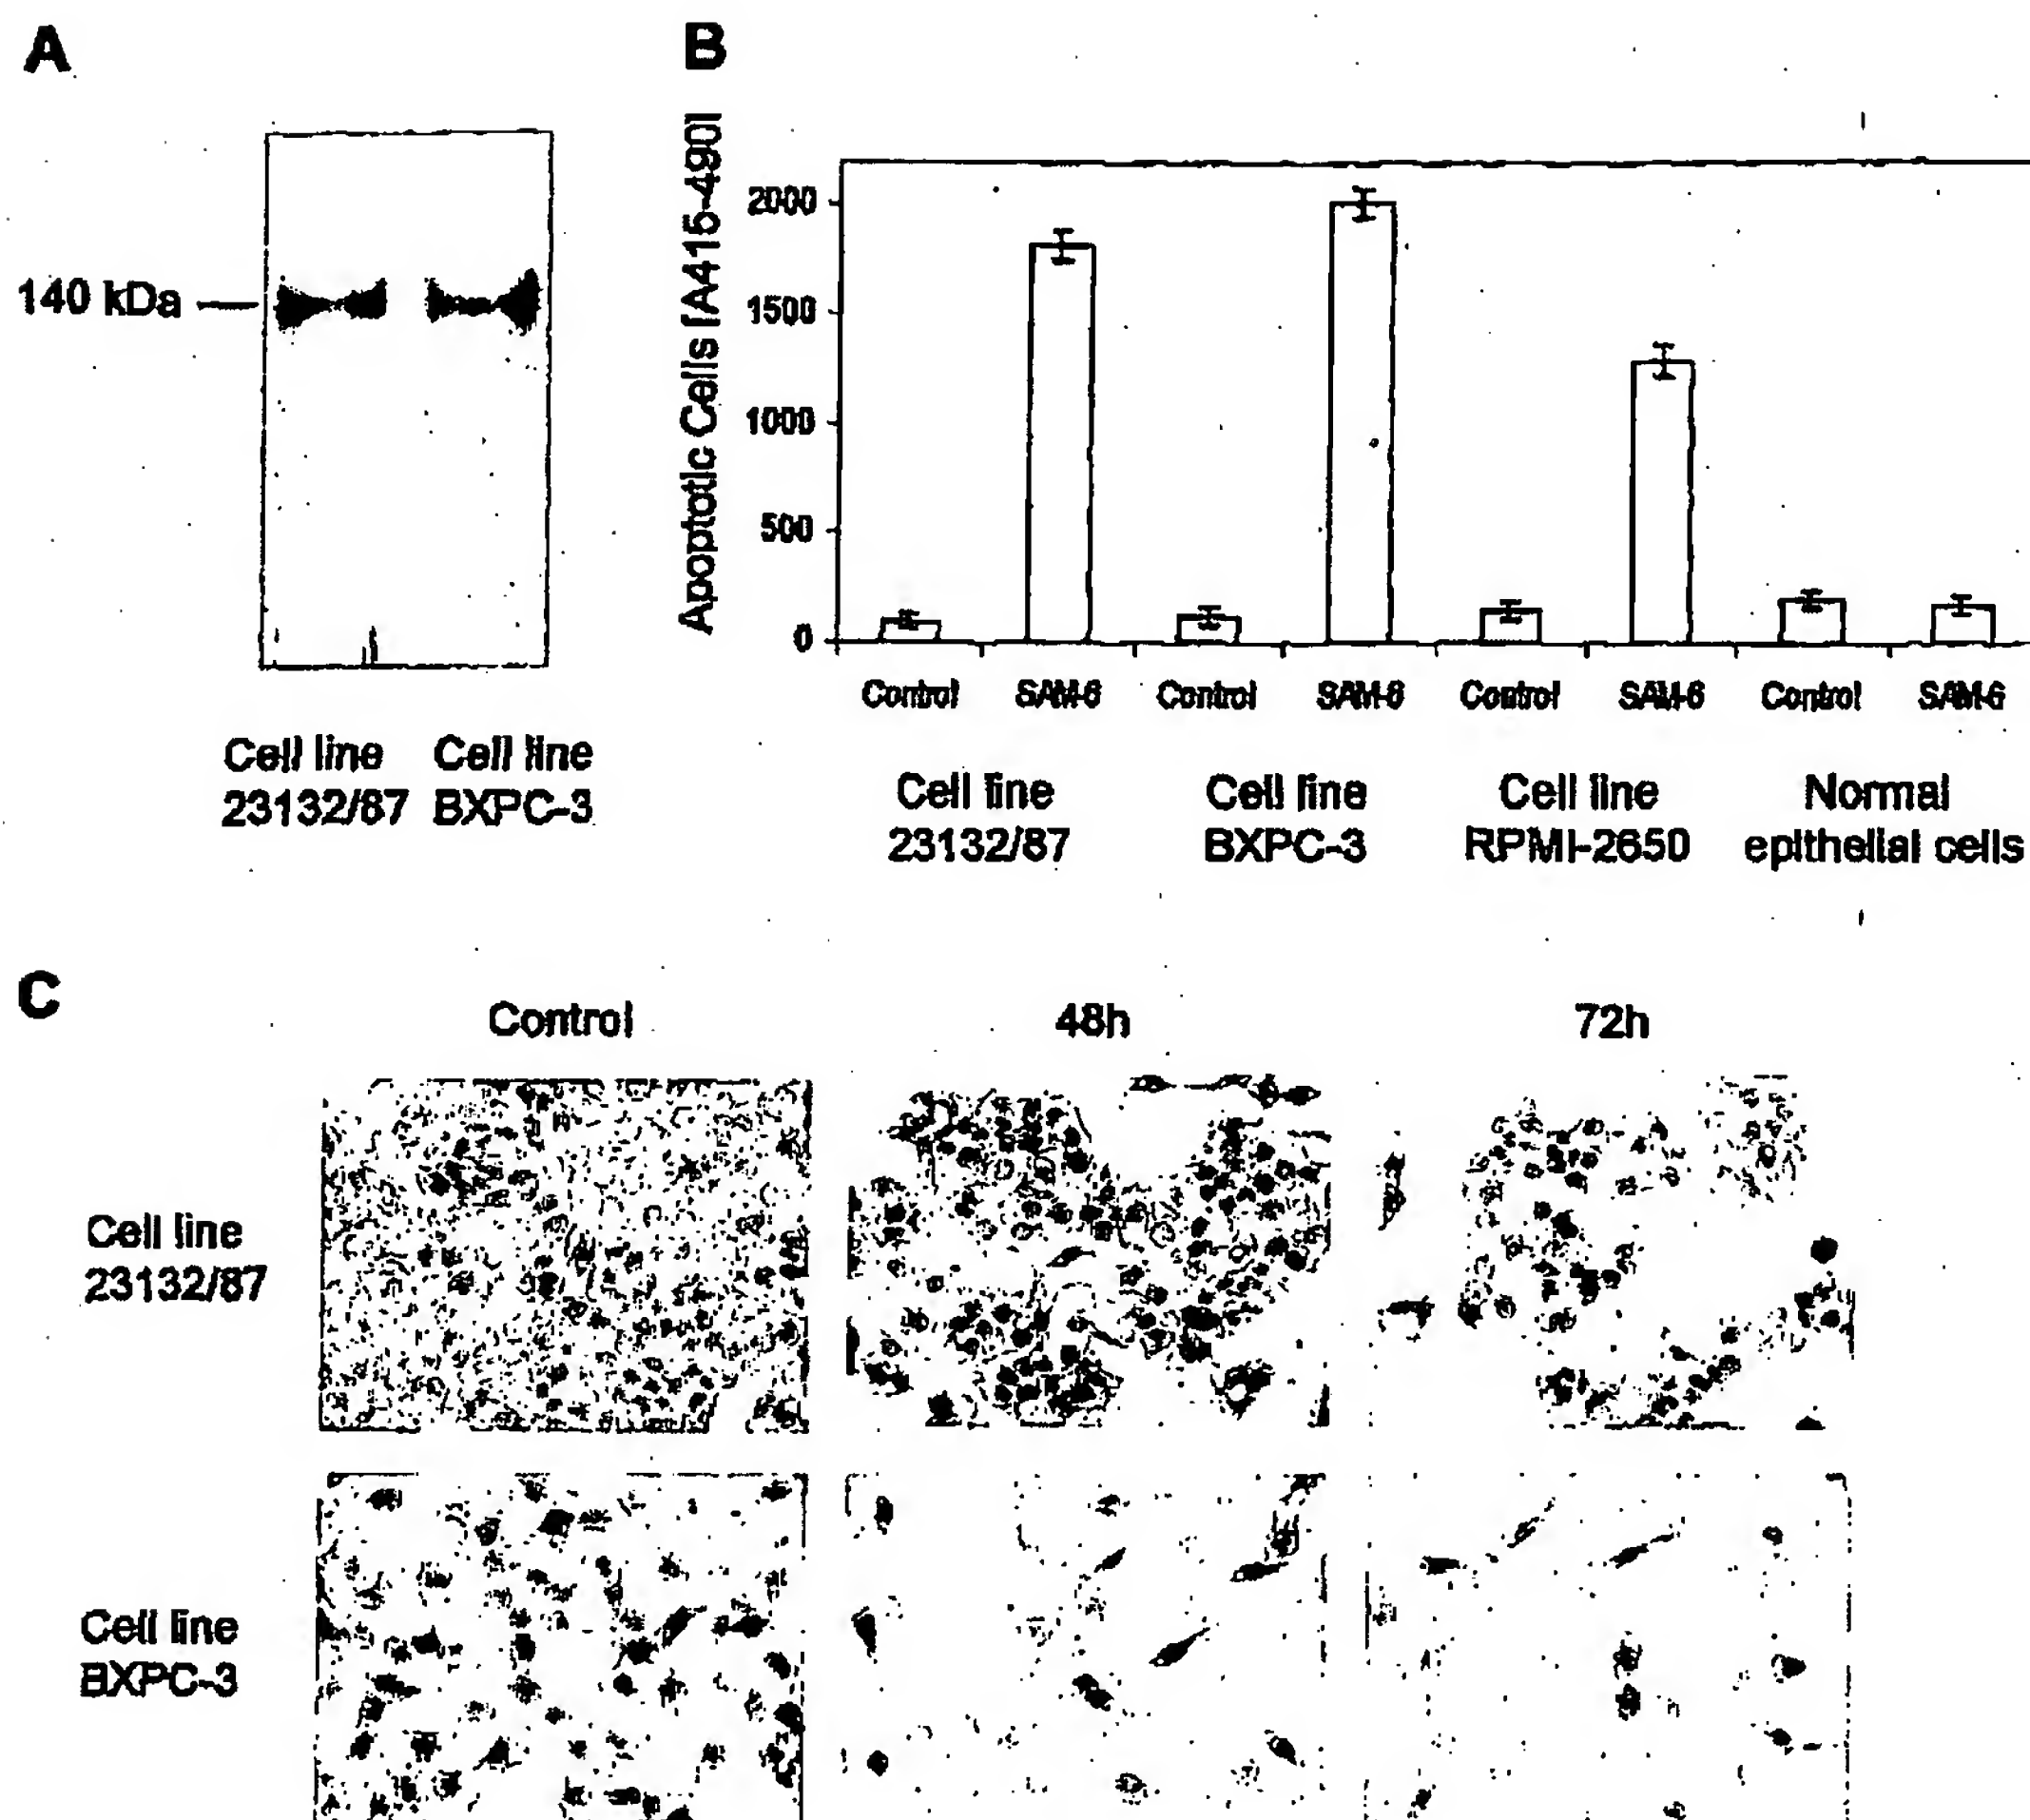 A
140 kDa
Cell line Cell line
23132/87 BXPC-3
B
Apoptotic Cells [A415-490]
2000
1500
1000
500
0
Control SAM-6 Control SAM-6 Control SAM-6 Control SAM-6
Cell line Cell line Cell line Normal
23132/87 BXPC-3 RPMI-2650 epithelial cells
C
Control 48h 72h
Cell line
23132/87
Cell line
BXPC-3